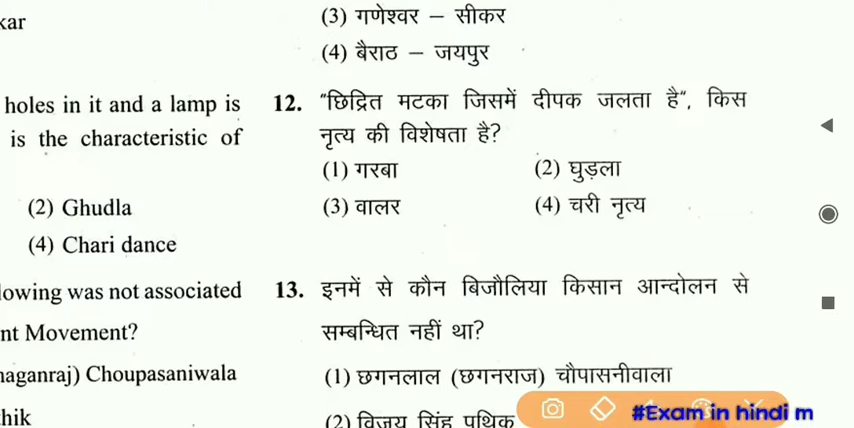 kar
holes in it and a lamp is
is the characteristic of
(2) Ghudla
(4) Chari dance
lowing was not associated
nt Movement?
haganraj) Choupasaniwala
thik
(3) गणेश्वर – सीकर
(4) बैराठ – जयपुर
12. "छिद्रित मटका जिसमें दीपक जलता है", किस
नृत्य की विशेषता है?
(1) गरबा (2) घुड़ला
(3) वालर (4) चरी नृत्य
13. इनमें से कौन बिजौलिया किसान आन्दोलन से
सम्बन्धित नहीं था?
(1) छगनलाल (छगनराज) चौपासनीवाला
(2) विजय सिंह पथिक
#Exam in hindi m